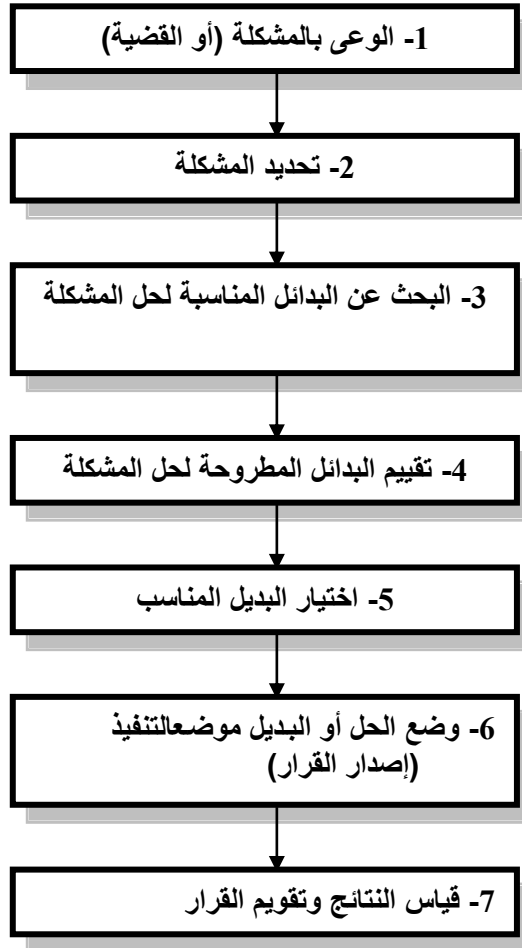 1- الوعى بالمشكلة (أو القضية)
2- تحديد المشكلة
3- البحث عن البدائل المناسبة لحل المشكلة
4- تقييم البدائل المطروحة لحل المشكلة
5- اختيار البديل المناسب
6- وضع الحل أو البديل موضعالتنفيذ
(إصدار القرار)
7- قياس النتائج وتقويم القرار